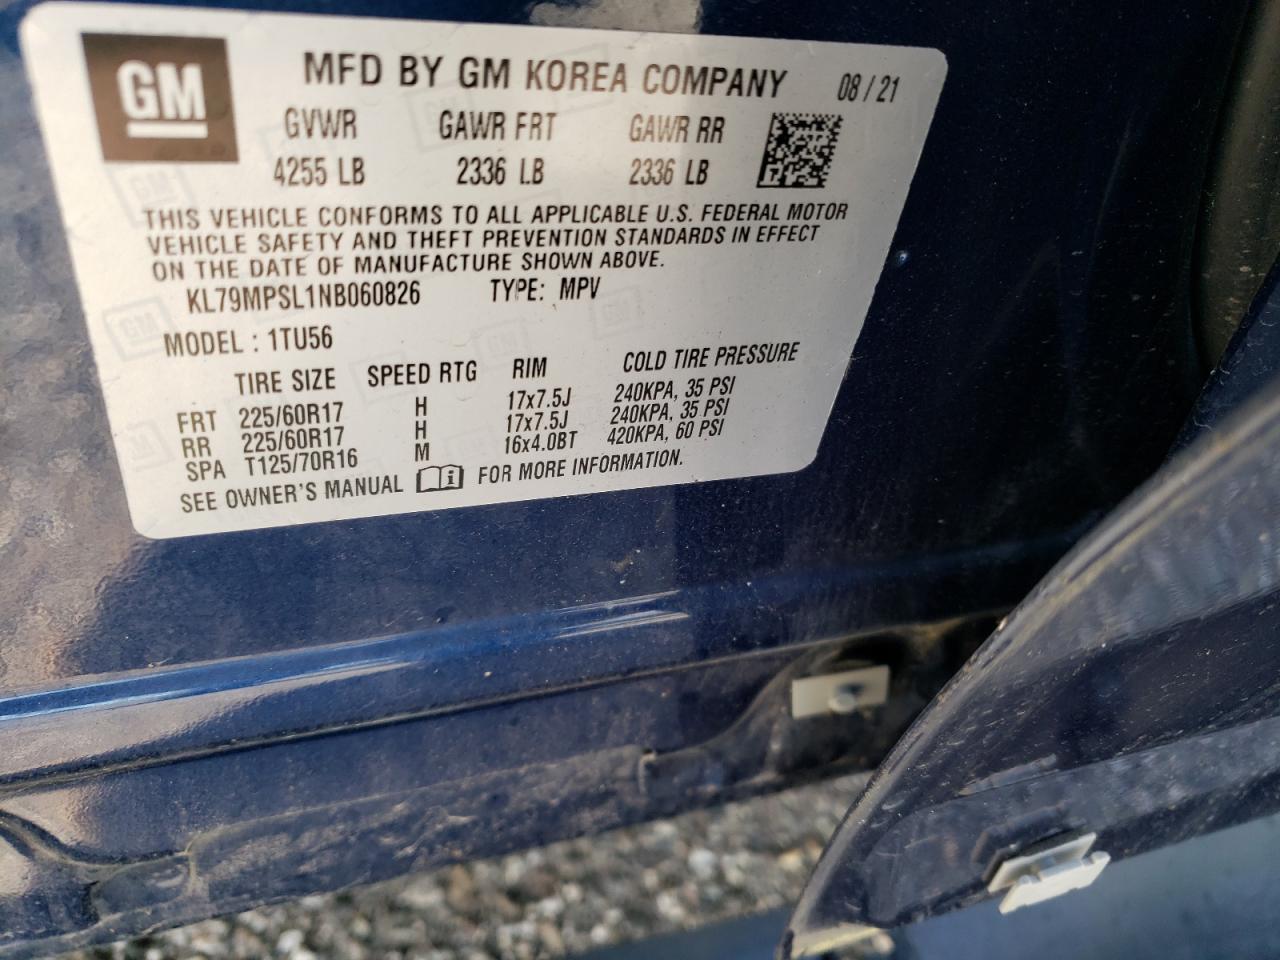 GM
MFD BY GM KOREA COMPANY 08/21
GVWR GAWR FRT GAWR RR
4255 LB 2336 LB 2336 LB
THIS VEHICLE CONFORMS TO ALL APPLICABLE U.S. FEDERAL MOTOR
VEHICLE SAFETY AND THEFT PREVENTION STANDARDS IN EFFECT
ON THE DATE OF MANUFACTURE SHOWN ABOVE.
KL79MPSL1NB060826 TYPE: MPV
MODEL : 1TU56
TIRE SIZE SPEED RTG RIM COLD TIRE PRESSURE
FRT 225/60R17 H 17x7.5J 240KPA, 35 PSI
RR 225/60R17 H 17x7.5J 240KPA, 35 PSI
SPA T125/70R16 M 16x4.0BT 420KPA, 60 PSI
SEE OWNER'S MANUAL FOR MORE INFORMATION.